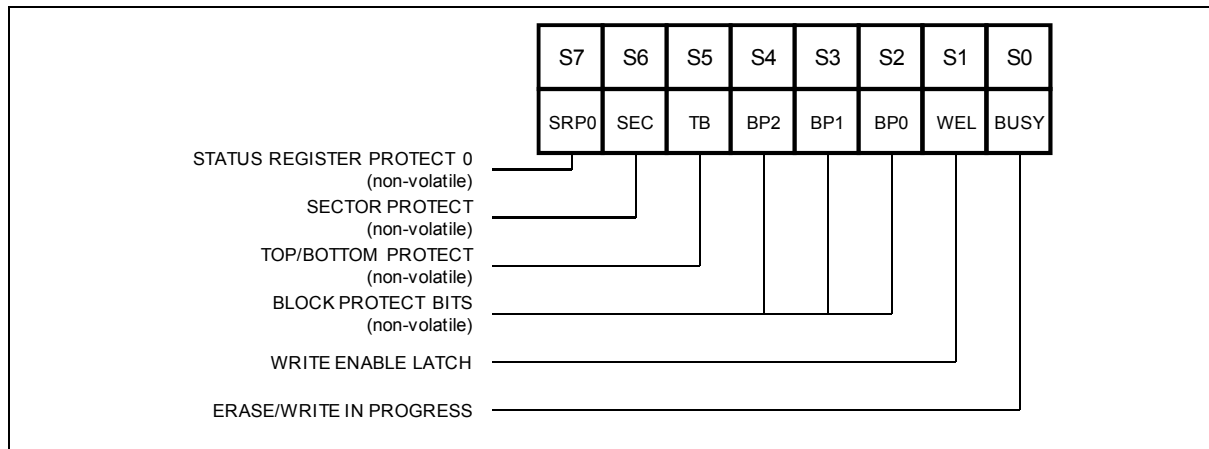 S7 S6 S5 S4 S3 S2 S1 S0
SRP0 SEC TB BP2 BP1 BP0 WEL BUSY
STATUS REGISTER PROTECT 0
(non-volatile)
SECTOR PROTECT
(non-volatile)
TOP/BOTTOM PROTECT
(non-volatile)
BLOCK PROTECT BITS
(non-volatile)
WRITE ENABLE LATCH
ERASE/WRITE IN PROGRESS